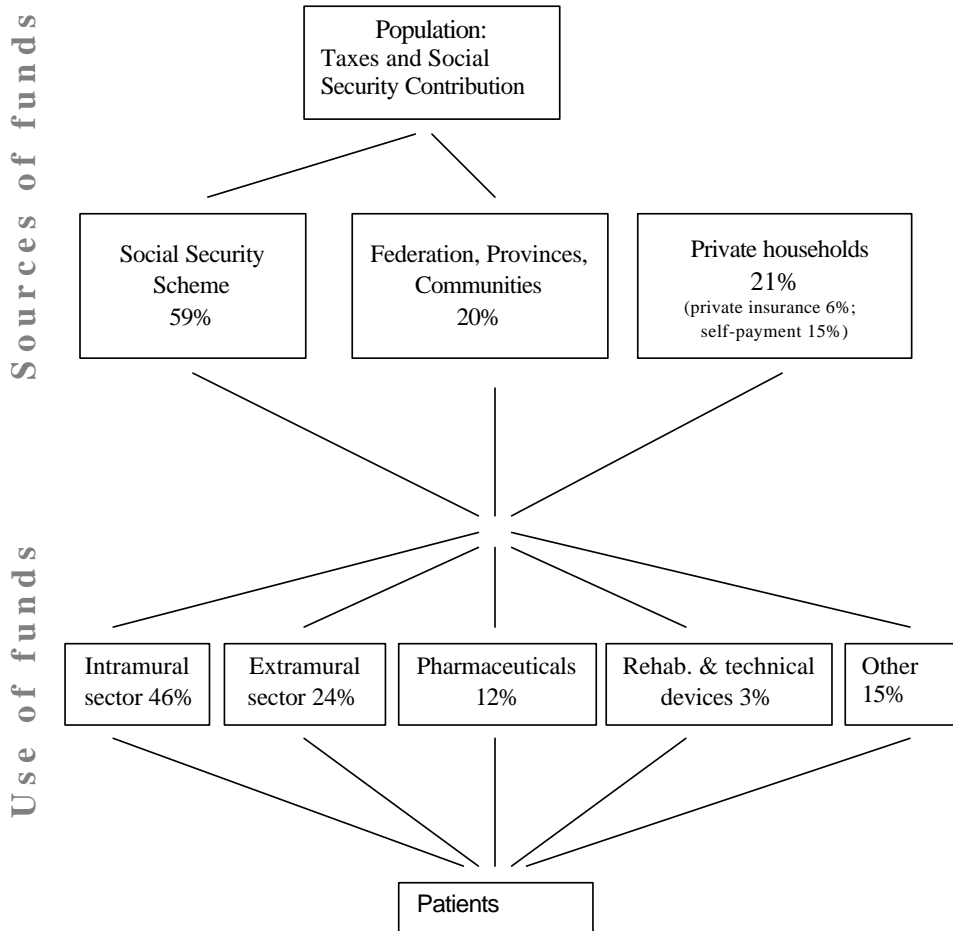 Sources of funds
Population:
Taxes and Social
Security Contribution
Social Security
Scheme
59%
Federation, Provinces,
Communities
20%
Private households
21%
(private insurance 6%;
self-payment 15%)
Use of funds
Intramural
sector 46%
Extramural
sector 24%
Pharmaceuticals
12%
Rehab. & technical
devices 3%
Other
15%
Patients